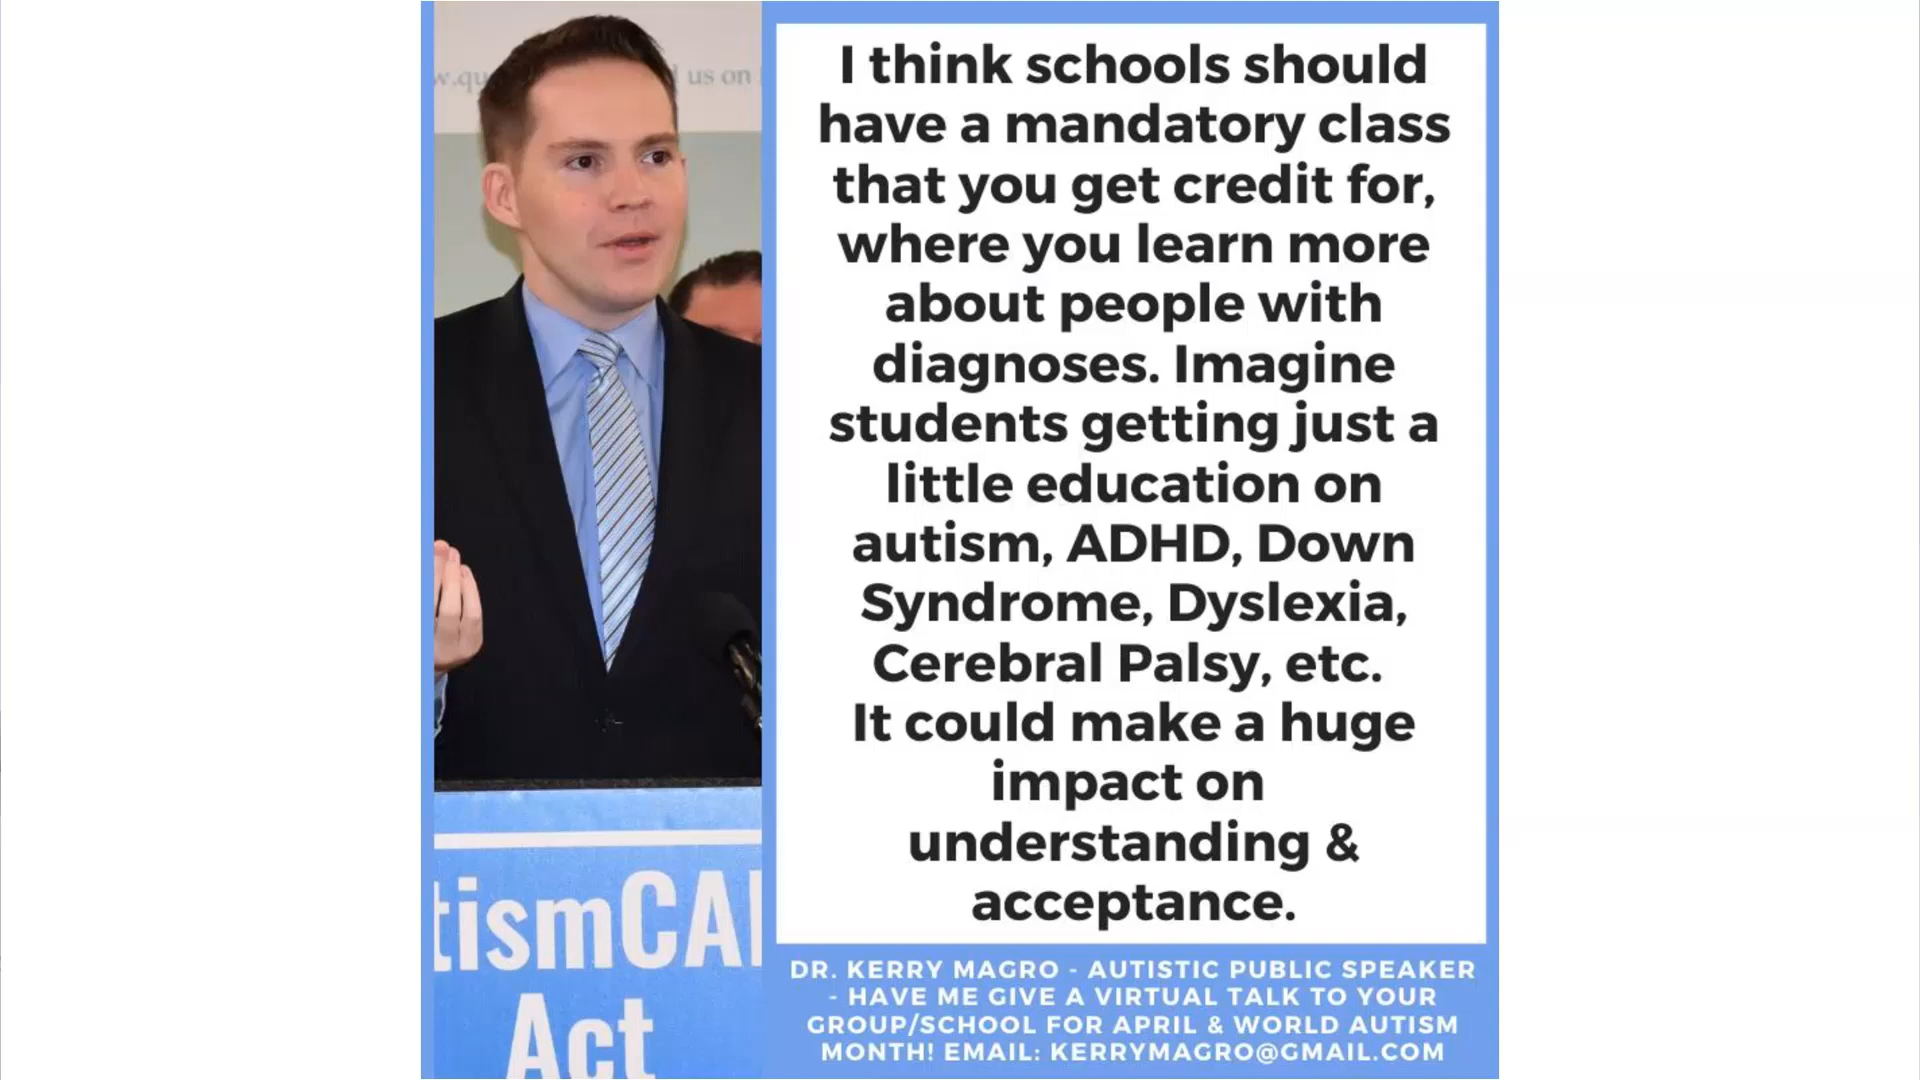 us on
I think schools should
have a mandatory class
that you get credit for,
where you learn more
about people with
diagnoses. Imagine
students getting just a
little education on
autism, ADHD, Down
Syndrome, Dyslexia,
Cerebral Palsy, etc.
It could make a huge
impact on
understanding &
acceptance.
tismCA
Act
DR. KERRY MAGRO - AUTISTIC PUBLIC SPEAKER
- HAVE ME GIVE A VIRTUAL TALK TO YOUR
GROUP/SCHOOL FOR APRIL & WORLD AUTISM
MONTH! EMAIL: KERRYMAGRO@GMAIL.COM